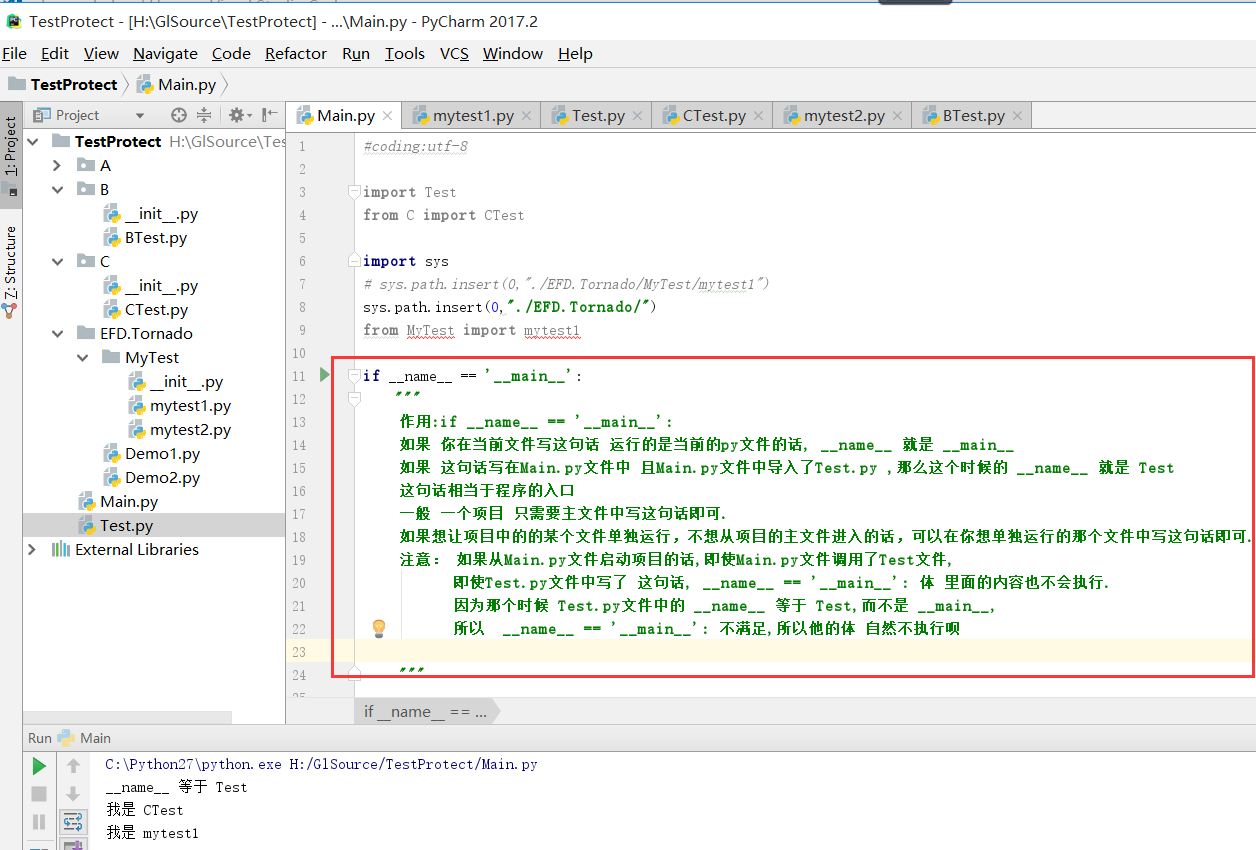 TestProtect - [H:\GlSource\TestProtect] - ...\Main.py - PyCharm 2017.2
File Edit View Navigate Code Refactor Run Tools VCS Window Help
TestProtect Main.py
1: Project
7: Structure
Project
TestProtect H:\GlSource\Tes
A
B
__init__.py
BTest.py
C
__init__.py
CTest.py
EFD.Tornado
MyTest
__init__.py
mytest1.py
mytest2.py
Demo1.py
Demo2.py
Main.py
Test.py
External Libraries
Main.py mytest1.py Test.py CTest.py mytest2.py BTest.py
1 #coding:utf-8
2
3 import Test
4 from C import CTest
5
6 import sys
7 # sys.path.insert(0,"./EFD.Tornado/MyTest/mytest1")
8 sys.path.insert(0,"./EFD.Tornado/")
9 from MyTest import mytest1
10
11 if __name__ == '__main__':
12 """
13 作用:if __name__ == '__main__':
14 如果 你在当前文件写这句话 运行的是当前的py文件的话, __name__ 就是 __main__
15 如果 这句话写在Main.py文件中 且Main.py文件中导入了Test.py ,那么这个时候的 __name__ 就是 Test
16 这句话相当于程序的入口
17 一般 一个项目 只需要主文件中写这句话即可.
18 如果想让项目中的的某个文件单独运行，不想从项目的主文件进入的话，可以在你想单独运行的那个文件中写这句话即可.
19 注意： 如果从Main.py文件启动项目的话,即使Main.py文件调用了Test文件,
20 即使Test.py文件中写了 这句话, __name__ == '__main__': 体 里面的内容也不会执行.
21 因为那个时候 Test.py文件中的 __name__ 等于 Test,而不是 __main__,
22 所以 __name__ == '__main__': 不满足,所以他的体 自然不执行呗
23
24 """
25
if __name__ == ...
Run Main
C:\Python27\python.exe H:/GlSource/TestProtect/Main.py
__name__ 等于 Test
我是 CTest
我是 mytest1